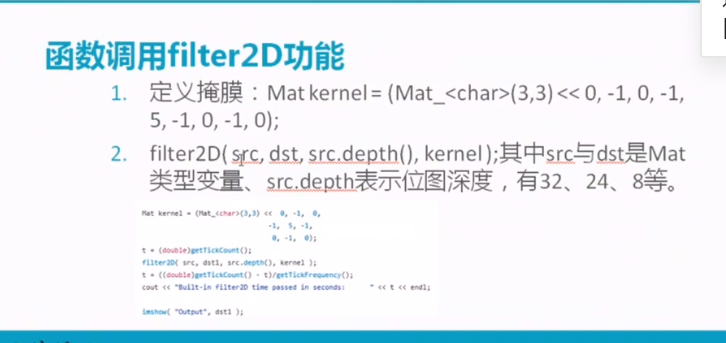 函数调用filter2D功能
1. 定义掩膜：Mat kernel = (Mat_<char>(3,3) << 0, -1, 0, -1,
5, -1, 0, -1, 0);
2. filter2D( src, dst, src.depth(), kernel );其中src与dst是Mat
类型变量、src.depth表示位图深度，有32、24、8等。
Mat kernel = (Mat_<char>(3,3) << 0, -1, 0,
-1, 5, -1,
0, -1, 0);
t = (double)getTickCount();
filter2D( src, dst1, src.depth(), kernel );
t = ((double)getTickCount() - t)/getTickFrequency();
cout << "Built-in filter2D time passed in seconds: " << t << endl;
imshow( "Output", dst1 );